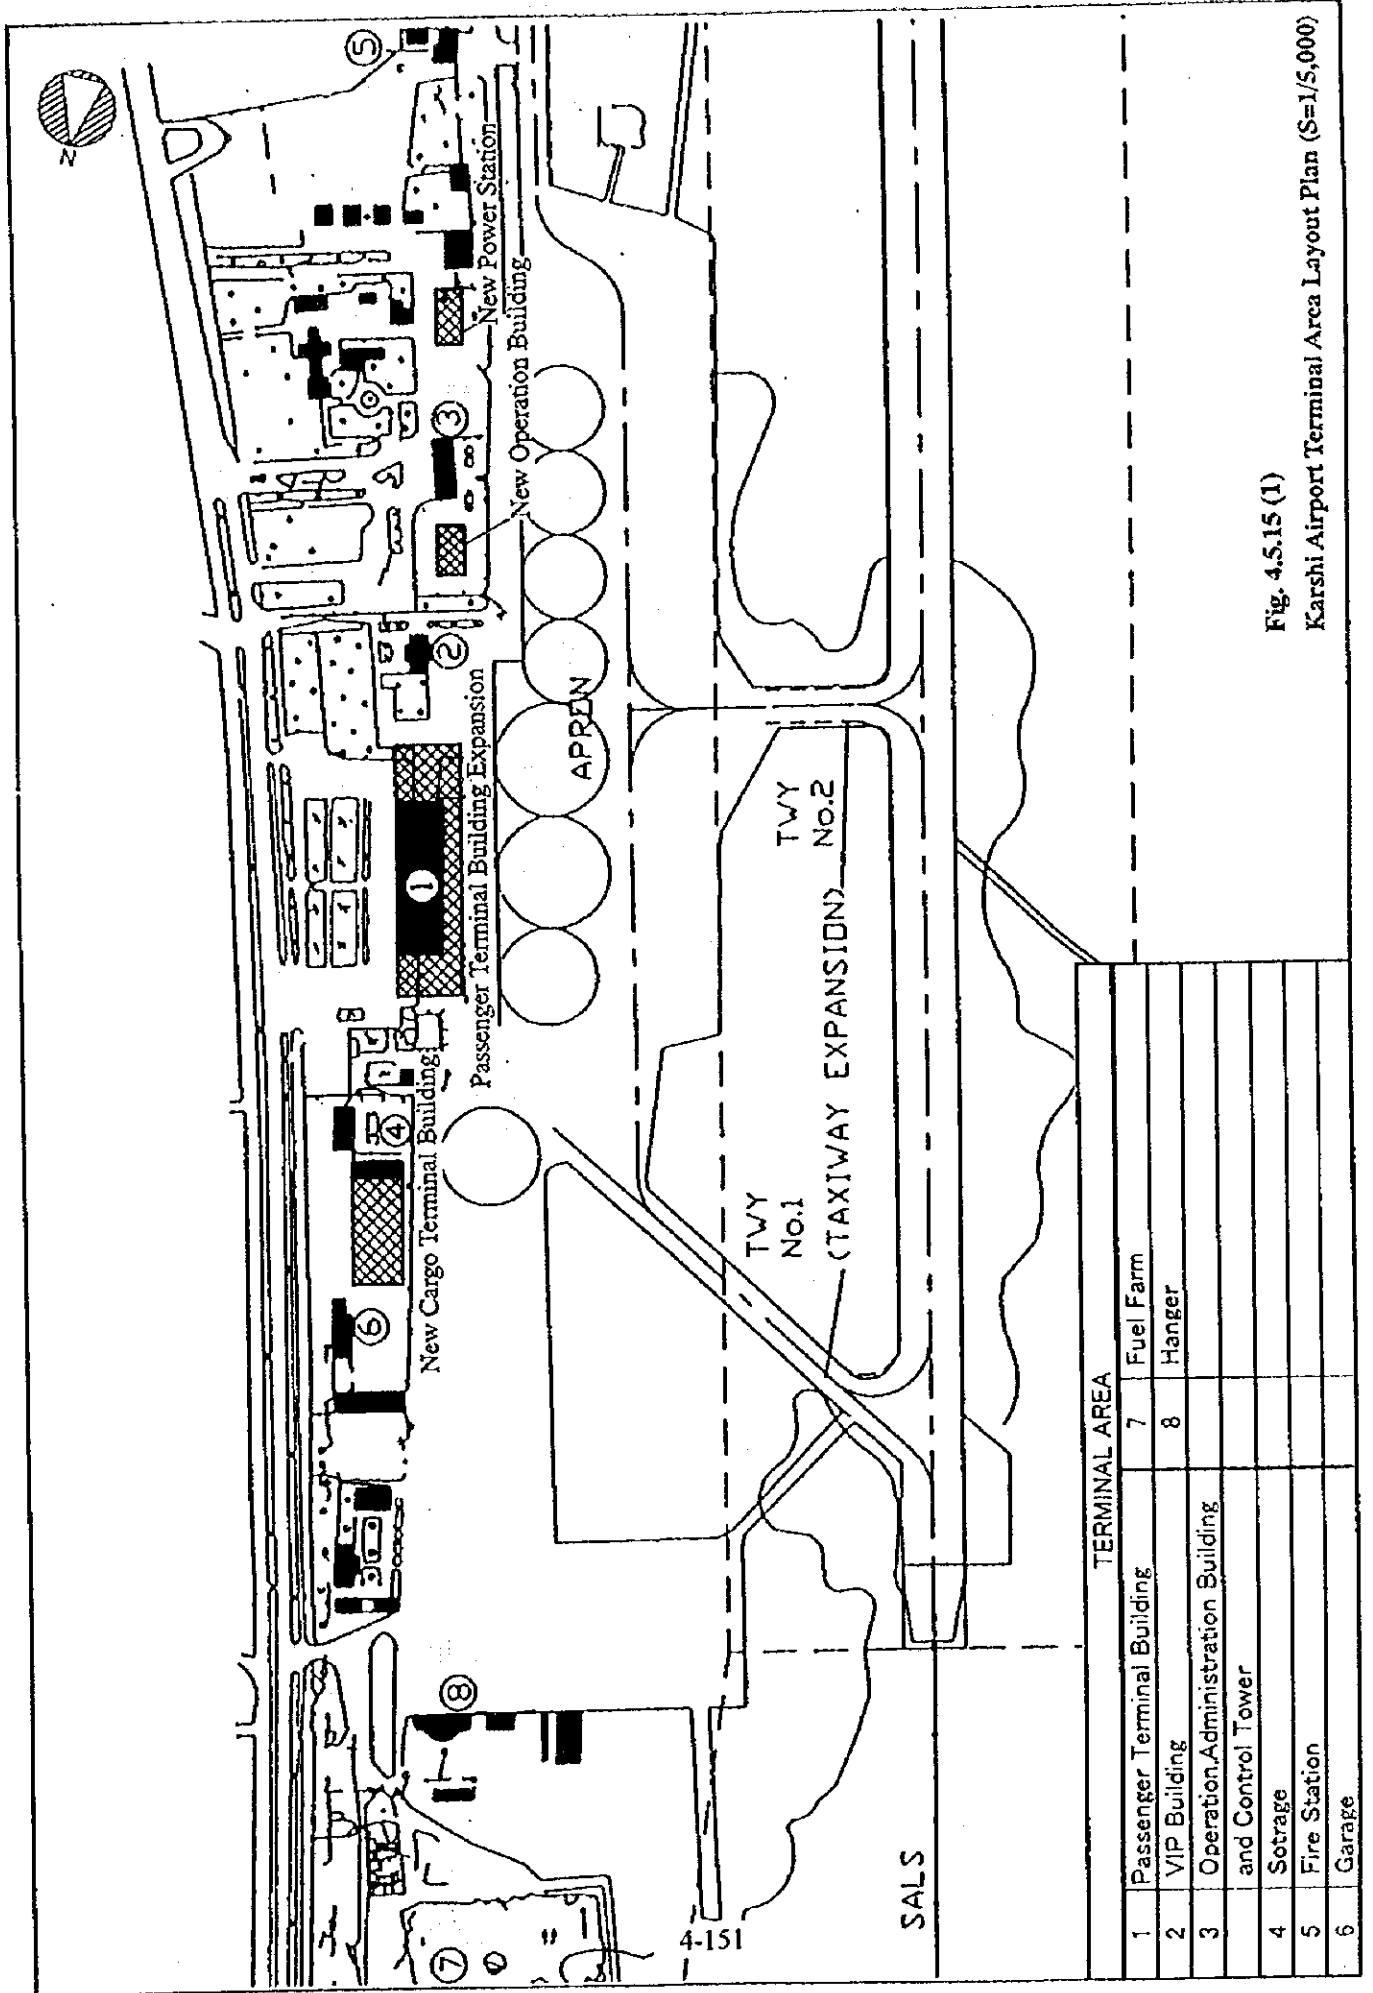 N
5
New Power Station
New Operation Building
3
2
Passenger Terminal Building Expansion
1
APRON
New Cargo Terminal Building
4
6
8
7
TWY
No.1
TWY
No.2
(TAXIWAY EXPANSION)
SALS
TERMINAL AREA
1 Passenger Terminal Building 7 Fuel Farm
2 VIP Building 8 Hanger
3 Operation,Administration Building
and Control Tower
4 Sotrage
5 Fire Station
6 Garage
Fig. 4.5.15 (1)
Karshi Airport Terminal Area Layout Plan (S=1/5,000)
4-151